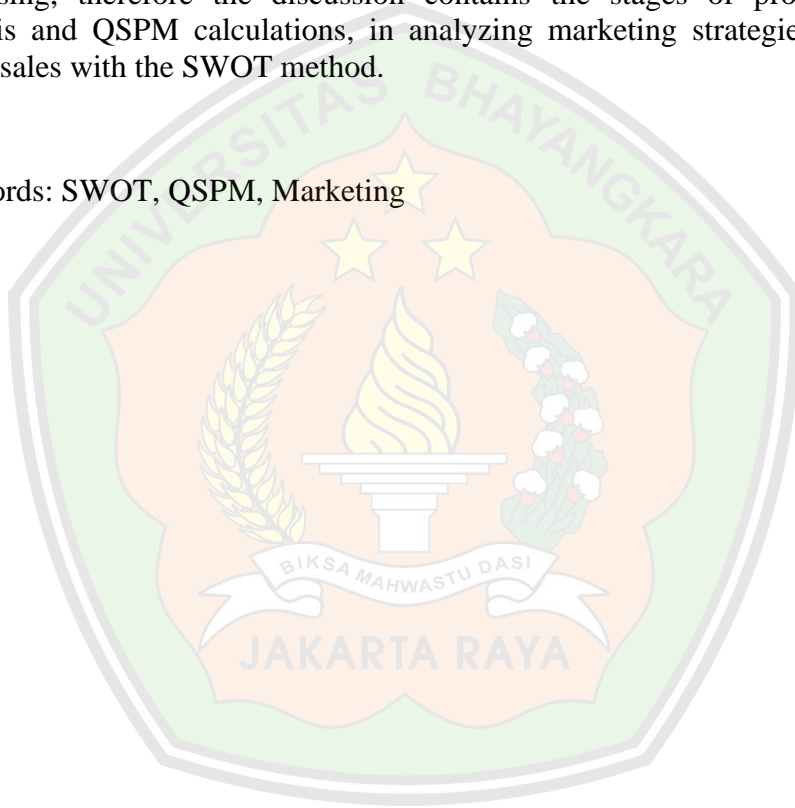 sing, therefore the discussion contains the stages of pro
is and QSPM calculations, in analyzing marketing strategie
sales with the SWOT method.
ords: SWOT, QSPM, Marketing
UNIVERSITAS BHAYANGKARA
BIKSA MAHWASTU DASI
JAKARTA RAYA